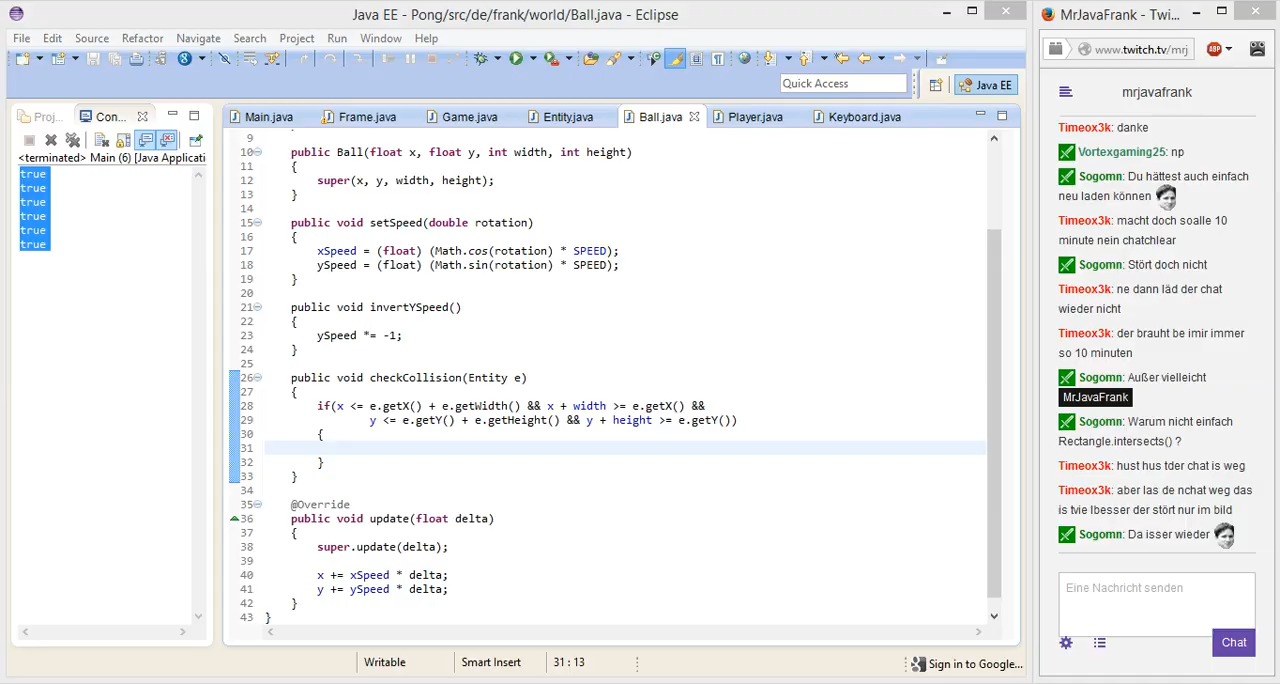 Java EE - Pong/src/de/frank/world/Ball.java - Eclipse
File Edit Source Refactor Navigate Search Project Run Window Help
Quick Access
Java EE
Proj...
Con...
<terminated> Main (6) [Java Applicati
true
true
true
true
true
true
Main.java Frame.java Game.java Entity.java Ball.java Player.java Keyboard.java
9
10 public Ball(float x, float y, int width, int height)
11 {
12 super(x, y, width, height);
13 }
14
15 public void setSpeed(double rotation)
16 {
17 xSpeed = (float) (Math.cos(rotation) * SPEED);
18 ySpeed = (float) (Math.sin(rotation) * SPEED);
19 }
20
21 public void invertYSpeed()
22 {
23 ySpeed *= -1;
24 }
25
26 public void checkCollision(Entity e)
27 {
28 if(x <= e.getX() + e.getWidth() && x + width >= e.getX() &&
29 y <= e.getY() + e.getHeight() && y + height >= e.getY())
30 {
31
32 }
33 }
34
35 @Override
36 public void update(float delta)
37 {
38 super.update(delta);
39
40 x += xSpeed * delta;
41 y += ySpeed * delta;
42 }
43 }
Writable Smart Insert 31 : 13
Sign in to Google...
MrJavaFrank - Twi...
www.twitch.tv/mrj
ABP
mrjavafrank
Timeox3k: danke
Vortexgaming25: np
Sogomn: Du hättest auch einfach
neu laden können
Timeox3k: macht doch soalle 10
minute nein chatchlear
Sogomn: Stört doch nicht
Timeox3k: ne dann läd der chat
wieder nicht
Timeox3k: der brauht be imir immer
so 10 minuten
Sogomn: Außer vielleicht
MrJavaFrank
Sogomn: Warum nicht einfach
Rectangle.intersects() ?
Timeox3k: hust hus tder chat is weg
Timeox3k: aber las de nchat weg das
is tvie lbesser der stört nur im bild
Sogomn: Da isser wieder
Eine Nachricht senden
Chat